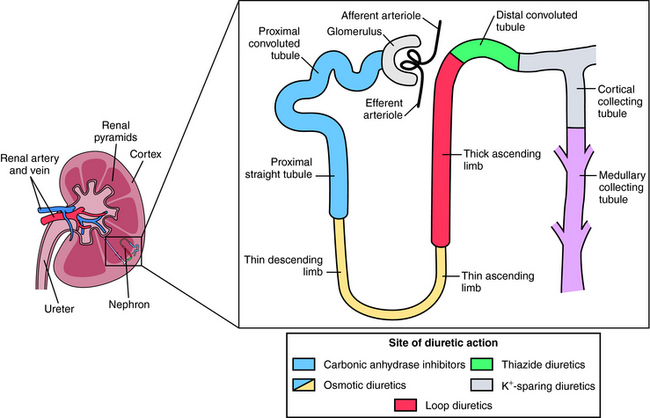 Renal
pyramids
Renal artery
and vein
Cortex
Ureter
Nephron
Afferent arteriole
Glomerulus
Proximal
convoluted
tubule
Efferent
arteriole
Distal convoluted
tubule
Cortical
collecting
tubule
Proximal
straight tubule
Thick ascending
limb
Medullary
collecting
tubule
Thin descending
limb
Thin ascending
limb
Site of diuretic action
Carbonic anhydrase inhibitors
Thiazide diuretics
Osmotic diuretics
K⁺-sparing diuretics
Loop diuretics